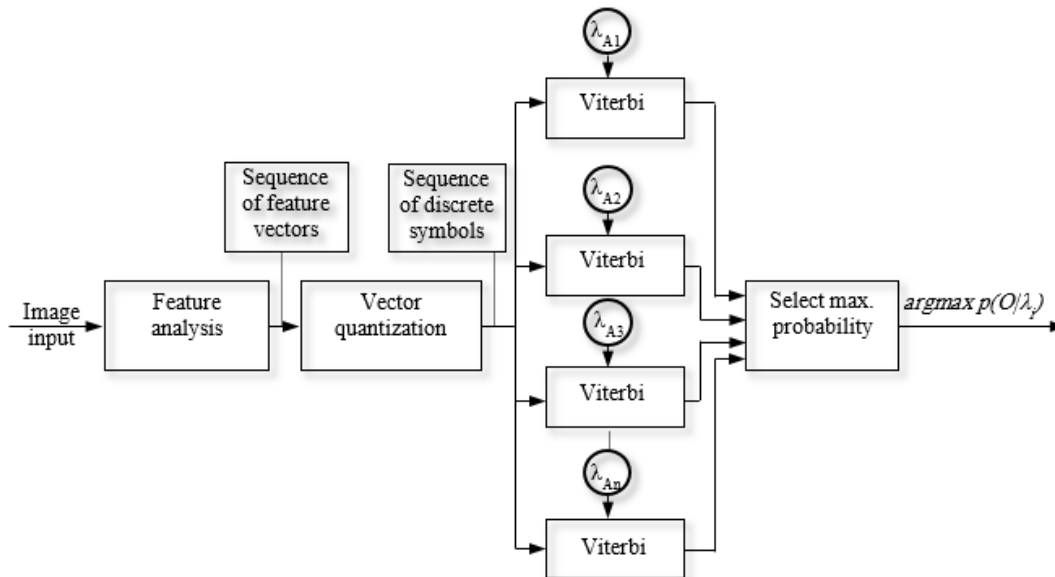 λA1
Viterbi
Sequence
of feature
vectors
Sequence
of discrete
symbols
λA2
Viterbi
Image
input
Feature
analysis
Vector
quantization
λA3
Viterbi
Select max.
probability
argmax p(O|λi)
λAn
Viterbi